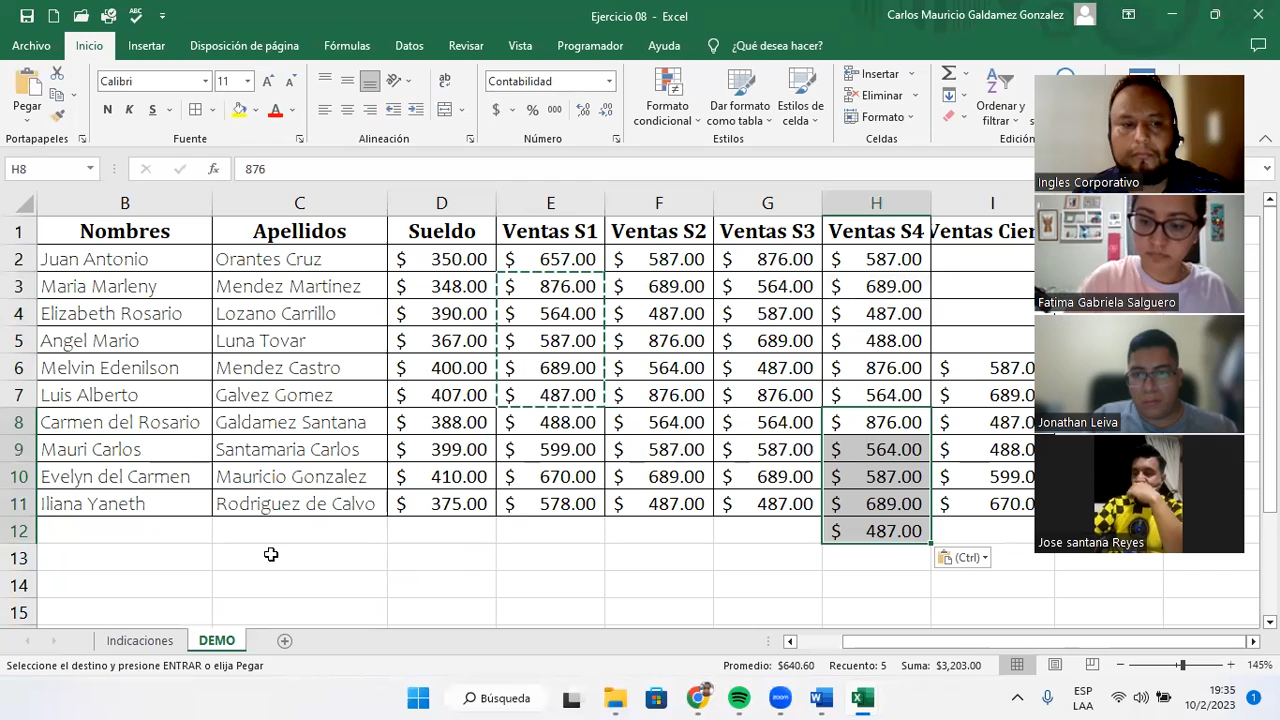 Ejercicio 08 - Excel
Carlos Mauricio Galdamez Gonzalez
Archivo Inicio Insertar Disposición de página Fórmulas Datos Revisar Vista Programador Ayuda ¿Qué desea hacer?
Pegar
Calibri 11
N K S
Contabilidad
$ % 000
Formato condicional
Dar formato como tabla
Estilos de celda
Insertar
Eliminar
Formato
Ordenar y filtrar
Portapapeles Fuente Alineación Número Estilos Celdas Edición
H8 fx 876
B C D E F G H I
1 Nombres Apellidos Sueldo Ventas S1 Ventas S2 Ventas S3 Ventas S4 Ventas Cier
2 Juan Antonio Orantes Cruz $ 350.00 $ 657.00 $ 587.00 $ 876.00 $ 587.00
3 Maria Marleny Mendez Martinez $ 348.00 $ 876.00 $ 689.00 $ 564.00 $ 689.00
4 Elizabeth Rosario Lozano Carrillo $ 390.00 $ 564.00 $ 487.00 $ 587.00 $ 487.00
5 Angel Mario Luna Tovar $ 367.00 $ 587.00 $ 876.00 $ 689.00 $ 488.00
6 Melvin Edenilson Mendez Castro $ 400.00 $ 689.00 $ 564.00 $ 487.00 $ 876.00 $ 587.0
7 Luis Alberto Galvez Gomez $ 407.00 $ 487.00 $ 876.00 $ 876.00 $ 564.00 $ 689.0
8 Carmen del Rosario Galdamez Santana $ 388.00 $ 488.00 $ 564.00 $ 564.00 $ 876.00 $ 487.0
9 Mauri Carlos Santamaria Carlos $ 399.00 $ 599.00 $ 587.00 $ 587.00 $ 564.00 $ 488.0
10 Evelyn del Carmen Mauricio Gonzalez $ 410.00 $ 670.00 $ 689.00 $ 689.00 $ 587.00 $ 599.0
11 Iliana Yaneth Rodriguez de Calvo $ 375.00 $ 578.00 $ 487.00 $ 487.00 $ 689.00 $ 670.0
12 $ 487.00
13
14
15
(Ctrl)
Ingles Corporativo
Fatima Gabriela Salguero
Jonathan Leiva
Jose santana Reyes
Indicaciones DEMO
Seleccione el destino y presione ENTRAR o elija Pegar
Promedio: $640.60 Recuento: 5 Suma: $3,203.00
145%
Búsqueda
ESP
LAA
19:35
10/2/2023
1